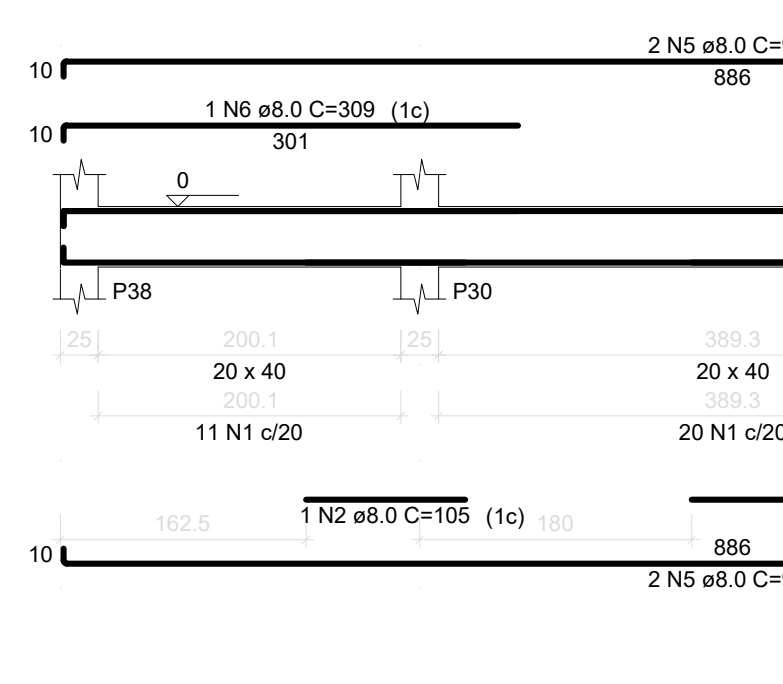 2 N5 ø8.0 C=
10
886
1 N6 ø8.0 C=309 (1c)
10
301
0
P38
P30
25 200.1 25 389.3
20 x 40 20 x 40
200.1 389.3
11 N1 c/20 20 N1 c/20
1 N2 ø8.0 C=105 (1c)
162.5 180
10
886
2 N5 ø8.0 C=